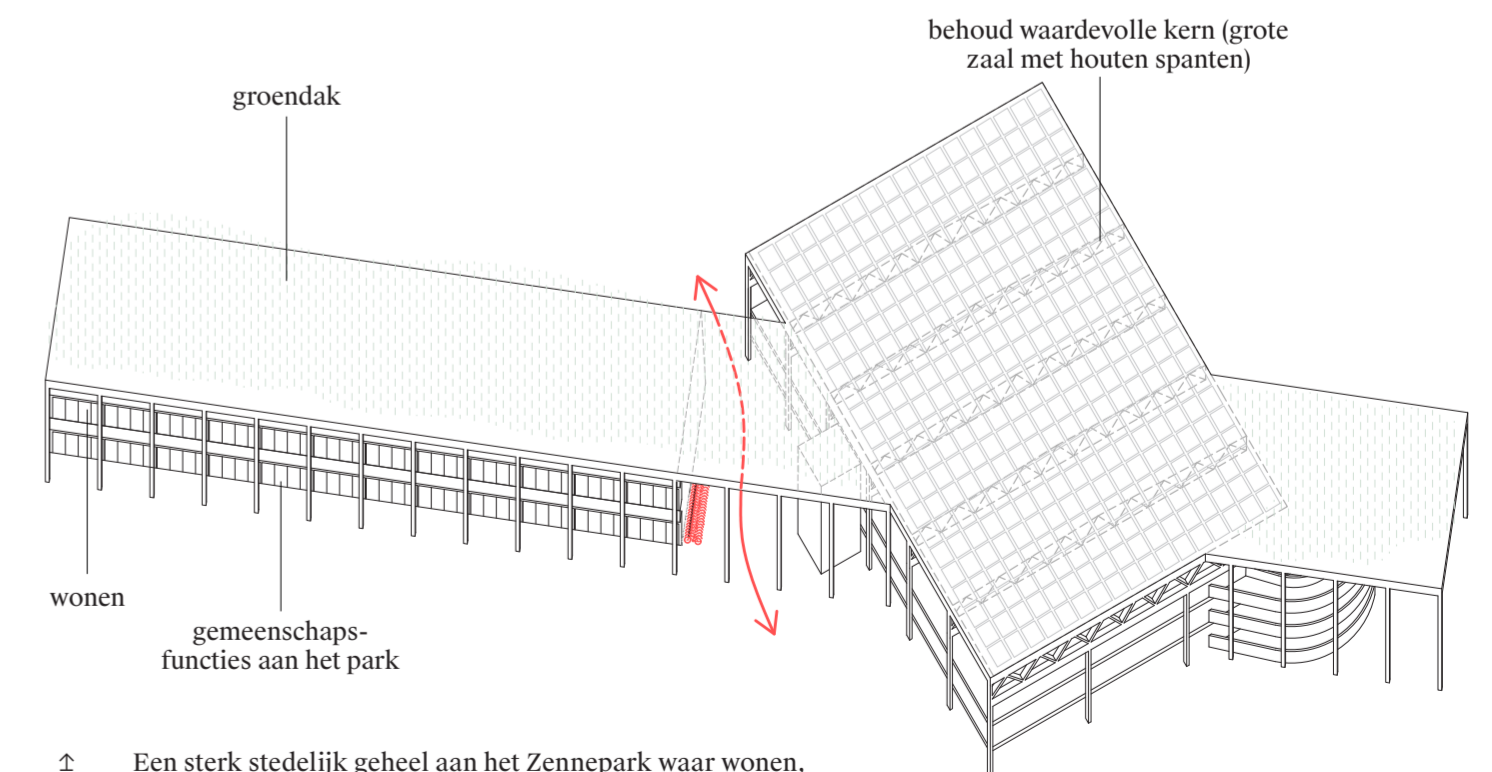 behoud waardevolle kern (grote
zaal met houten spanten)
groendak
wonen
gemeenschaps-
functies aan het park
↥ Een sterk stedelijk geheel aan het Zennepark waar wonen,